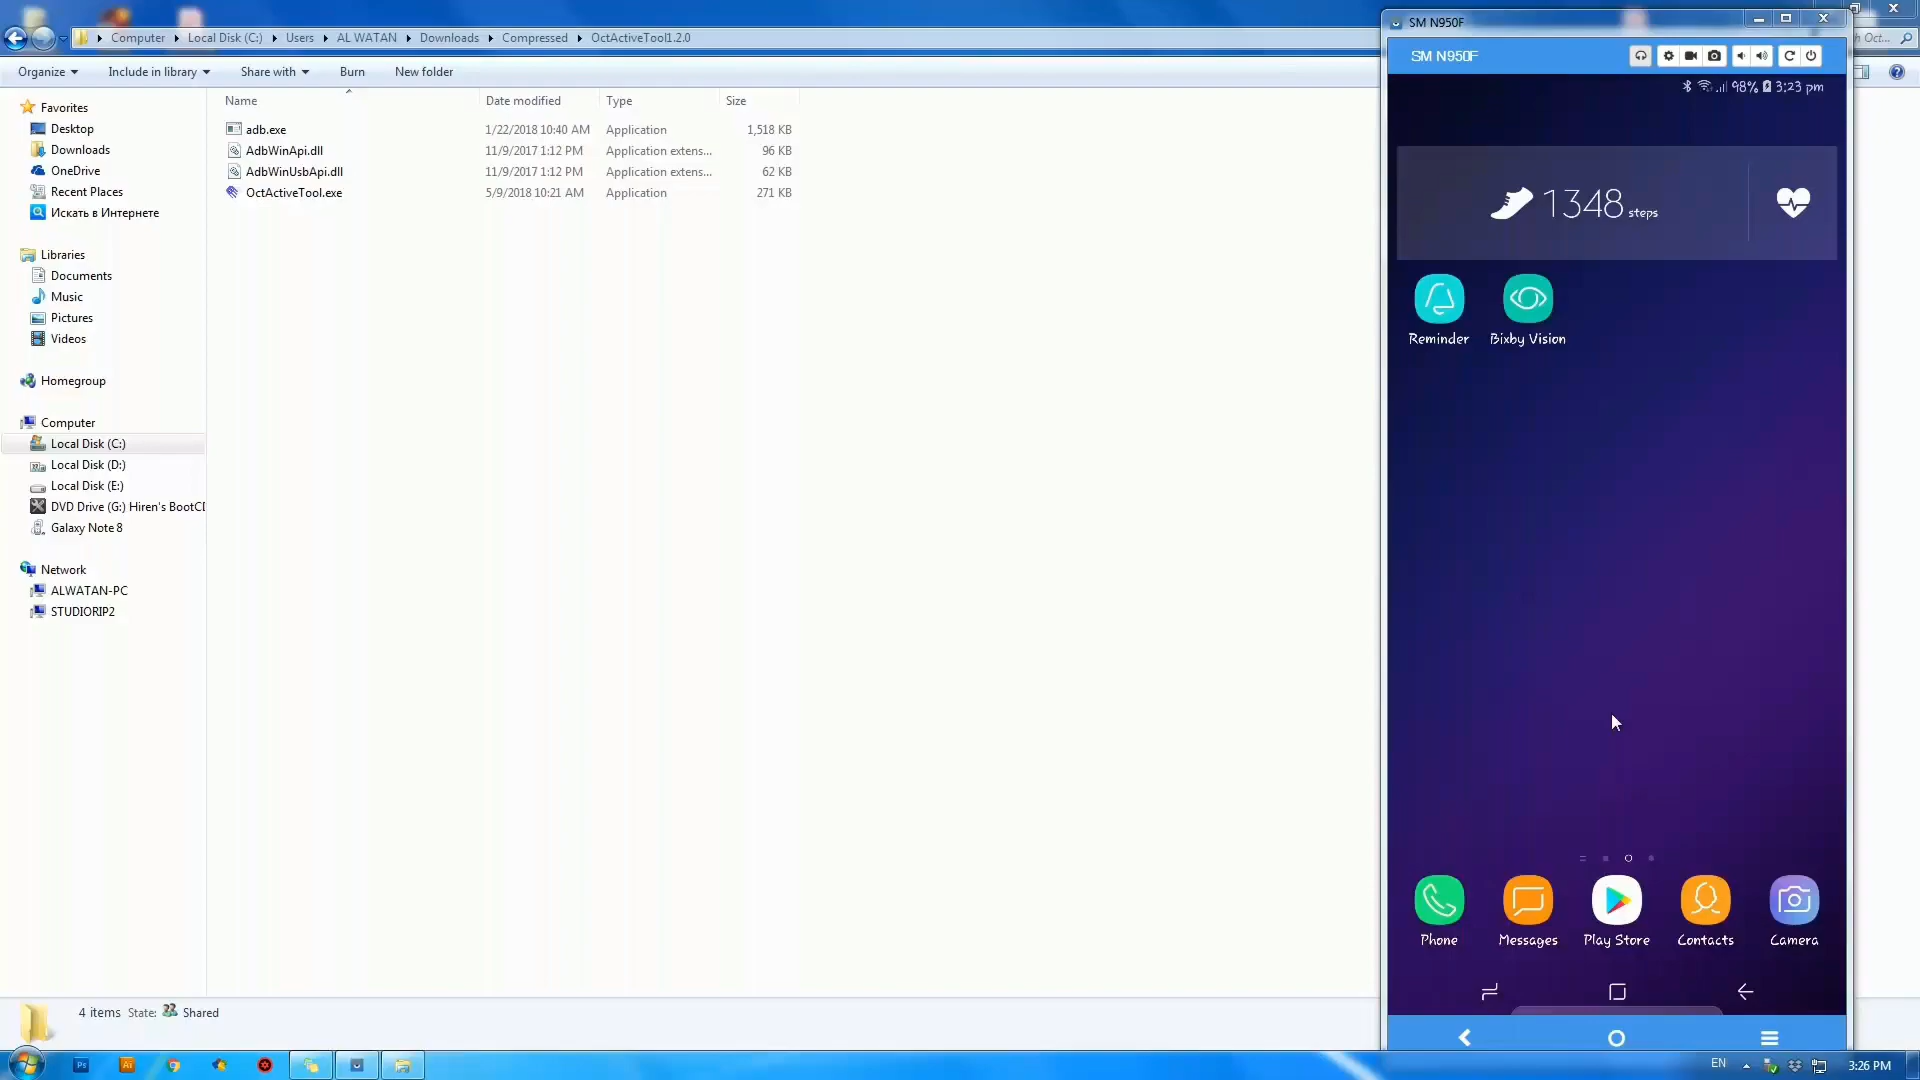 SM N950F
Computer Local Disk (C:) Users AL WATAN Downloads Compressed OctActiveTool1.2.0
h Oct...
Organize Include in library Share with Burn New folder
Name Date modified Type Size
adb.exe 1/22/2018 10:40 AM Application 1,518 KB
AdbWinApi.dll 11/9/2017 1:12 PM Application extens... 96 KB
AdbWinUsbApi.dll 11/9/2017 1:12 PM Application extens... 62 KB
OctActiveTool.exe 5/9/2018 10:21 AM Application 271 KB
Favorites
Desktop
Downloads
OneDrive
Recent Places
Искать в Интернете
Libraries
Documents
Music
Pictures
Videos
Homegroup
Computer
Local Disk (C:)
Local Disk (D:)
Local Disk (E:)
DVD Drive (G:) Hiren's BootCD
Galaxy Note 8
Network
ALWATAN-PC
STUDIORIP2
4 items State: Shared
SM N950F
98% 3:23 pm
1348 steps
Reminder Bixby Vision
Phone Messages Play Store Contacts Camera
Ps Ai
EN 3:26 PM